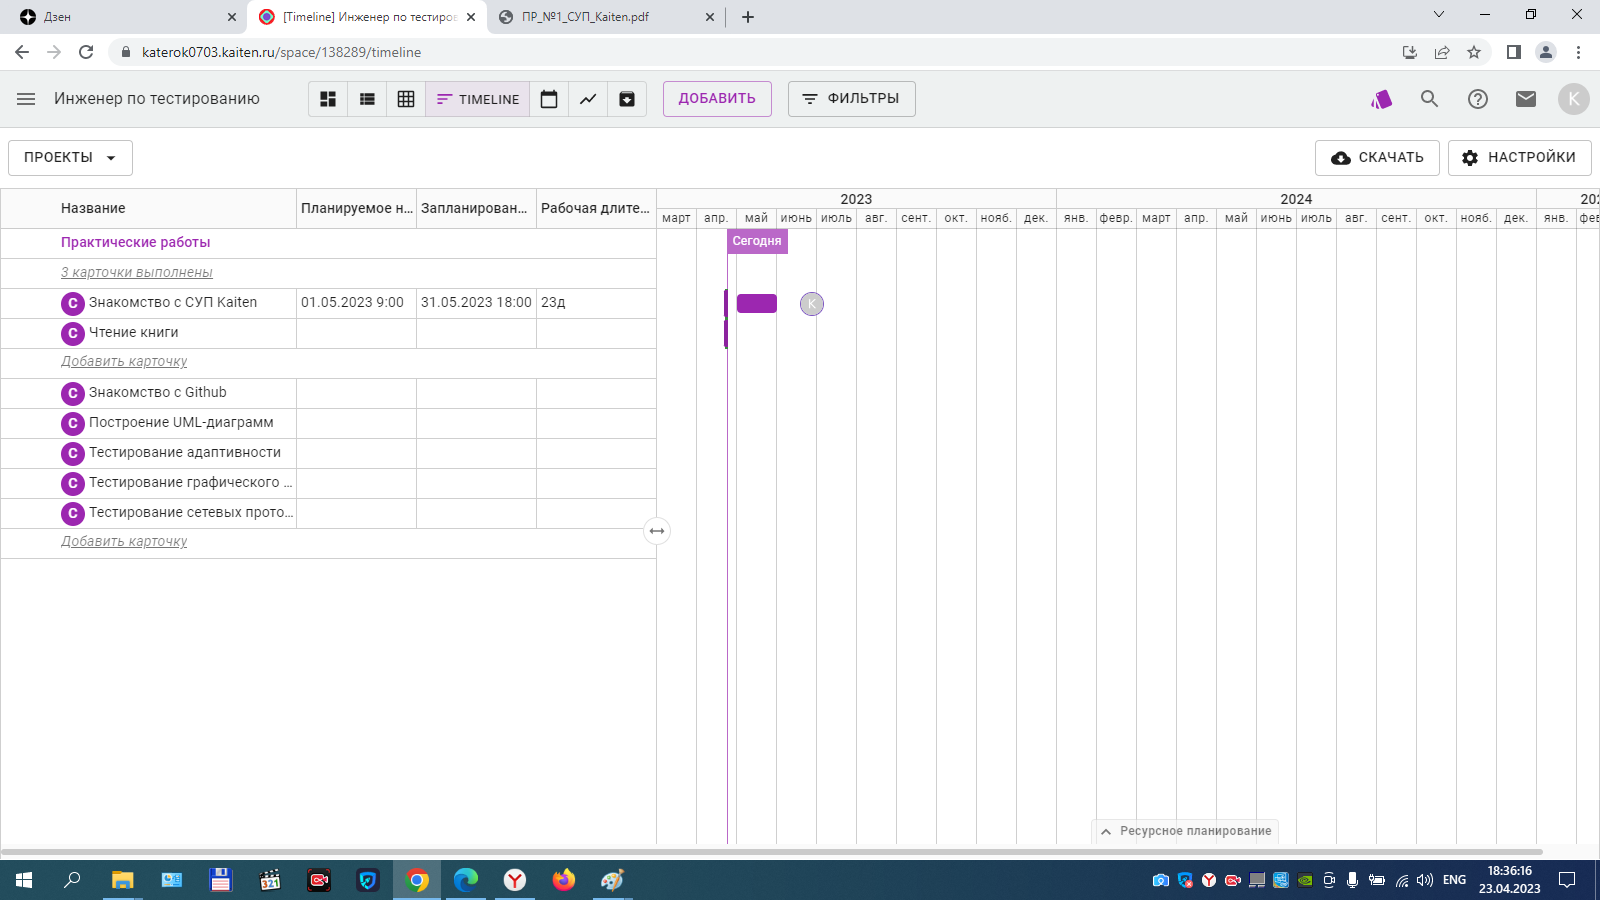 Дзен
[Timeline] Инженер по тестиров
ПР_№1_СУП_Kaiten.pdf
katerok0703.kaiten.ru/space/138289/timeline
Инженер по тестированию
TIMELINE
ДОБАВИТЬ
ФИЛЬТРЫ
K
ПРОЕКТЫ
СКАЧАТЬ
НАСТРОЙКИ
Название
Планируемое н...
Запланирован...
Рабочая длите...
2023
2024
202
март апр. май июнь июль авг. сент. окт. нояб. дек. янв. февр. март апр. май июнь июль авг. сент. окт. нояб. дек. янв. фев
Практические работы
Сегодня
3 карточки выполнены
C Знакомство с СУП Kaiten 01.05.2023 9:00 31.05.2023 18:00 23д
K
C Чтение книги
Добавить карточку
C Знакомство с Github
C Построение UML-диаграмм
C Тестирование адаптивности
C Тестирование графического ...
C Тестирование сетевых прото...
Добавить карточку
Ресурсное планирование
321
ENG
18:36:16
23.04.2023